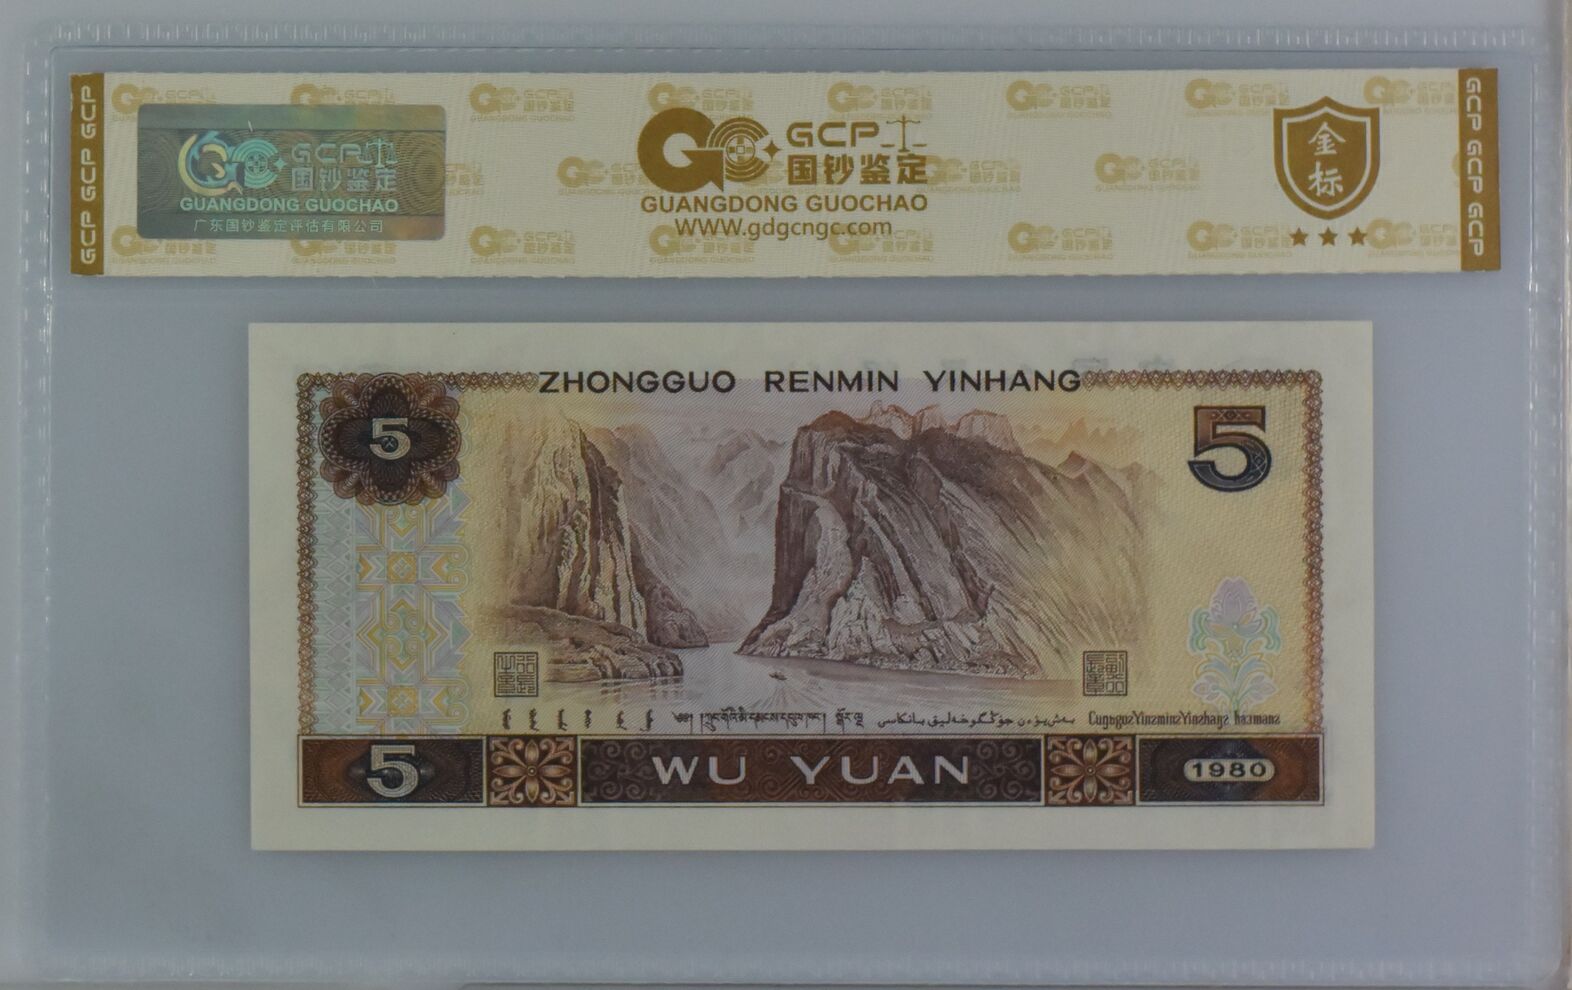 GCP GCP GCP
GCP 国钞鉴定
GUANGDONG GUOCHAO
广东国钞鉴定评估有限公司
GCP
国钞鉴定
GUANGDONG GUOCHAO
WWW.gdgcngc.com
金标
GCP GCP GCP
ZHONGGUO RENMIN YINHANG
5
5
5
WU YUAN
1980